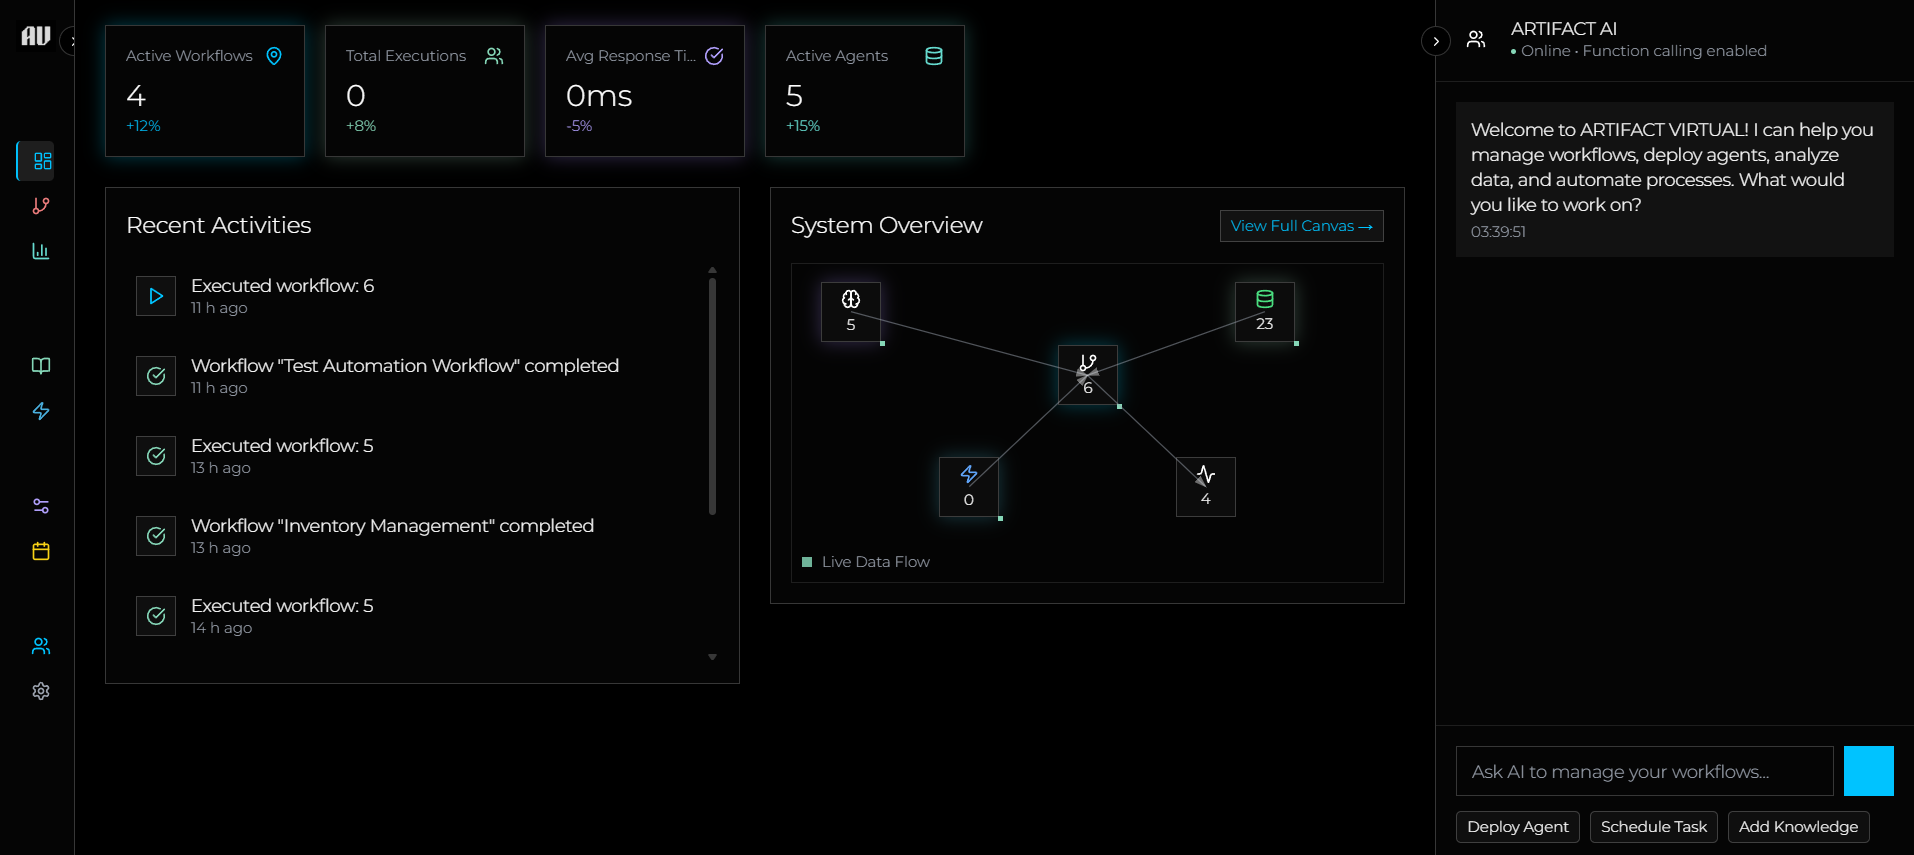 AV
Active Workflows
4
+12%
Total Executions
0
+8%
Avg Response Ti...
0ms
-5%
Active Agents
5
+15%
Recent Activities
Executed workflow: 6
11 h ago
Workflow "Test Automation Workflow" completed
11 h ago
Executed workflow: 5
13 h ago
Workflow "Inventory Management" completed
13 h ago
Executed workflow: 5
14 h ago
System Overview
View Full Canvas →
5
23
6
0
4
Live Data Flow
ARTIFACT AI
• Online • Function calling enabled
Welcome to ARTIFACT VIRTUAL! I can help you
manage workflows, deploy agents, analyze
data, and automate processes. What would
you like to work on?
03:39:51
Ask AI to manage your workflows...
Deploy Agent
Schedule Task
Add Knowledge